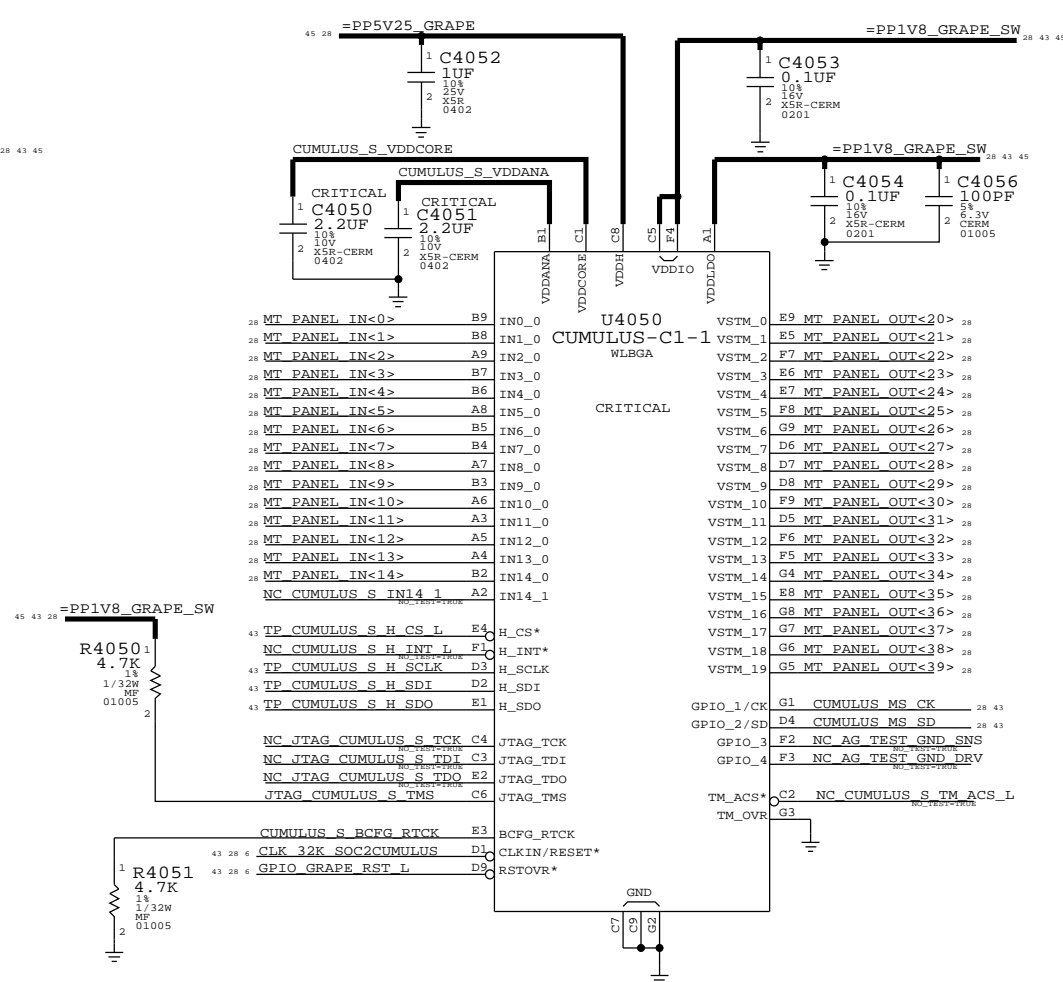 45 28 =PP5V25_GRAPE
=PP1V8_GRAPE_SW 28 43 45
1 C4052
1UF
10%
25V
X5R
0402
2
1 C4053
0.1UF
10%
16V
X5R-CERM
0201
2
28 43 45
CUMULUS_S_VDDCORE
CUMULUS_S_VDDANA
=PP1V8_GRAPE_SW 28 43 45
CRITICAL
1 C4050
2.2UF
10%
10V
X5R-CERM
0402
2
CRITICAL
1 C4051
2.2UF
10%
10V
X5R-CERM
0402
2
1 C4054
0.1UF
10%
16V
X5R-CERM
0201
2
1 C4056
100PF
5%
6.3V
CERM
01005
2
B1 C1 C8 C5 F4 A1
VDDANA VDDCORE VDDH VDDIO VDDLDO
U4050
CUMULUS-C1-1
WLBGA
CRITICAL
28 MT_PANEL_IN<0> B9 IN0_0
28 MT_PANEL_IN<1> B8 IN1_0
28 MT_PANEL_IN<2> A9 IN2_0
28 MT_PANEL_IN<3> B7 IN3_0
28 MT_PANEL_IN<4> B6 IN4_0
28 MT_PANEL_IN<5> A8 IN5_0
28 MT_PANEL_IN<6> B5 IN6_0
28 MT_PANEL_IN<7> B4 IN7_0
28 MT_PANEL_IN<8> A7 IN8_0
28 MT_PANEL_IN<9> B3 IN9_0
28 MT_PANEL_IN<10> A6 IN10_0
28 MT_PANEL_IN<11> A3 IN11_0
28 MT_PANEL_IN<12> A5 IN12_0
28 MT_PANEL_IN<13> A4 IN13_0
28 MT_PANEL_IN<14> B2 IN14_0
NC_CUMULUS_S_IN14_1 A2 IN14_1
NO_TEST=TRUE
VSTM_0 E9 MT_PANEL_OUT<20> 28
VSTM_1 E5 MT_PANEL_OUT<21> 28
VSTM_2 F7 MT_PANEL_OUT<22> 28
VSTM_3 E6 MT_PANEL_OUT<23> 28
VSTM_4 E7 MT_PANEL_OUT<24> 28
VSTM_5 F8 MT_PANEL_OUT<25> 28
VSTM_6 G9 MT_PANEL_OUT<26> 28
VSTM_7 D6 MT_PANEL_OUT<27> 28
VSTM_8 D7 MT_PANEL_OUT<28> 28
VSTM_9 D8 MT_PANEL_OUT<29> 28
VSTM_10 F9 MT_PANEL_OUT<30> 28
VSTM_11 D5 MT_PANEL_OUT<31> 28
VSTM_12 F6 MT_PANEL_OUT<32> 28
VSTM_13 F5 MT_PANEL_OUT<33> 28
VSTM_14 G4 MT_PANEL_OUT<34> 28
VSTM_15 E8 MT_PANEL_OUT<35> 28
VSTM_16 G8 MT_PANEL_OUT<36> 28
VSTM_17 G7 MT_PANEL_OUT<37> 28
VSTM_18 G6 MT_PANEL_OUT<38> 28
VSTM_19 G5 MT_PANEL_OUT<39> 28
45 43 28 =PP1V8_GRAPE_SW
R4050 1
4.7K
1%
1/32W
MF
01005
2
43 TP_CUMULUS_S_H_CS_L E4 H_CS*
NC_CUMULUS_S_H_INT_L F1 H_INT*
NO_TEST=TRUE
43 TP_CUMULUS_S_H_SCLK D3 H_SCLK
43 TP_CUMULUS_S_H_SDI D2 H_SDI
43 TP_CUMULUS_S_H_SDO E1 H_SDO
NC_JTAG_CUMULUS_S_TCK C4 JTAG_TCK
NO_TEST=TRUE
NC_JTAG_CUMULUS_S_TDI C3 JTAG_TDI
NO_TEST=TRUE
NC_JTAG_CUMULUS_S_TDO E2 JTAG_TDO
NO_TEST=TRUE
JTAG_CUMULUS_S_TMS C6 JTAG_TMS
GPIO_1/CK G1 CUMULUS_MS_CK 28 43
GPIO_2/SD D4 CUMULUS_MS_SD 28 43
GPIO_3 F2 NC_AG_TEST_GND_SNS
NO_TEST=TRUE
GPIO_4 F3 NC_AG_TEST_GND_DRV
NO_TEST=TRUE
TM_ACS* C2 NC_CUMULUS_S_TM_ACS_L
NO_TEST=TRUE
TM_OVR G3
CUMULUS_S_BCFG_RTCK E3 BCFG_RTCK
43 28 6 CLK_32K_SOC2CUMULUS D1 CLKIN/RESET*
43 28 6 GPIO_GRAPE_RST_L D9 RSTOVR*
1 R4051
4.7K
1%
1/32W
MF
01005
2
GND
C7 C9 G2